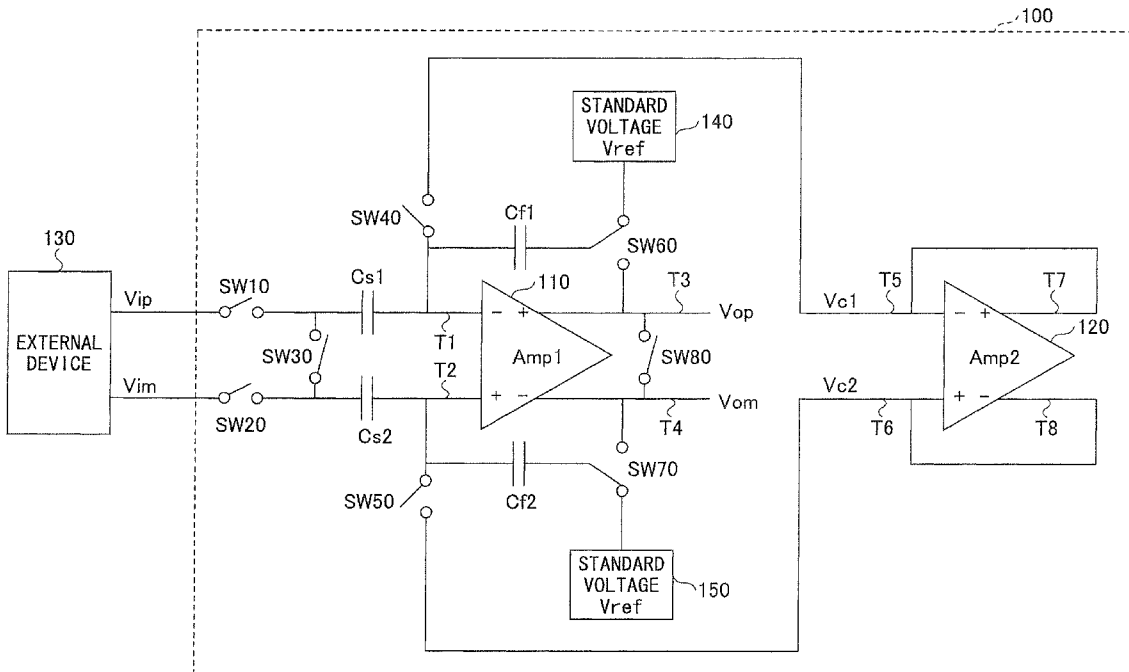 100
STANDARD
VOLTAGE
Vref
140
SW40
Cf1
SW60
130
Cs1
110
T3
T5
T7
Vip
SW10
Vop
Vc1
120
EXTERNAL
DEVICE
SW30
T1
− +
Amp1
SW80
− +
Amp2
Vim
T2
+ −
Vom
Vc2
+ −
SW20
Cs2
T4
T6
T8
SW70
SW50
Cf2
STANDARD
VOLTAGE
Vref
150